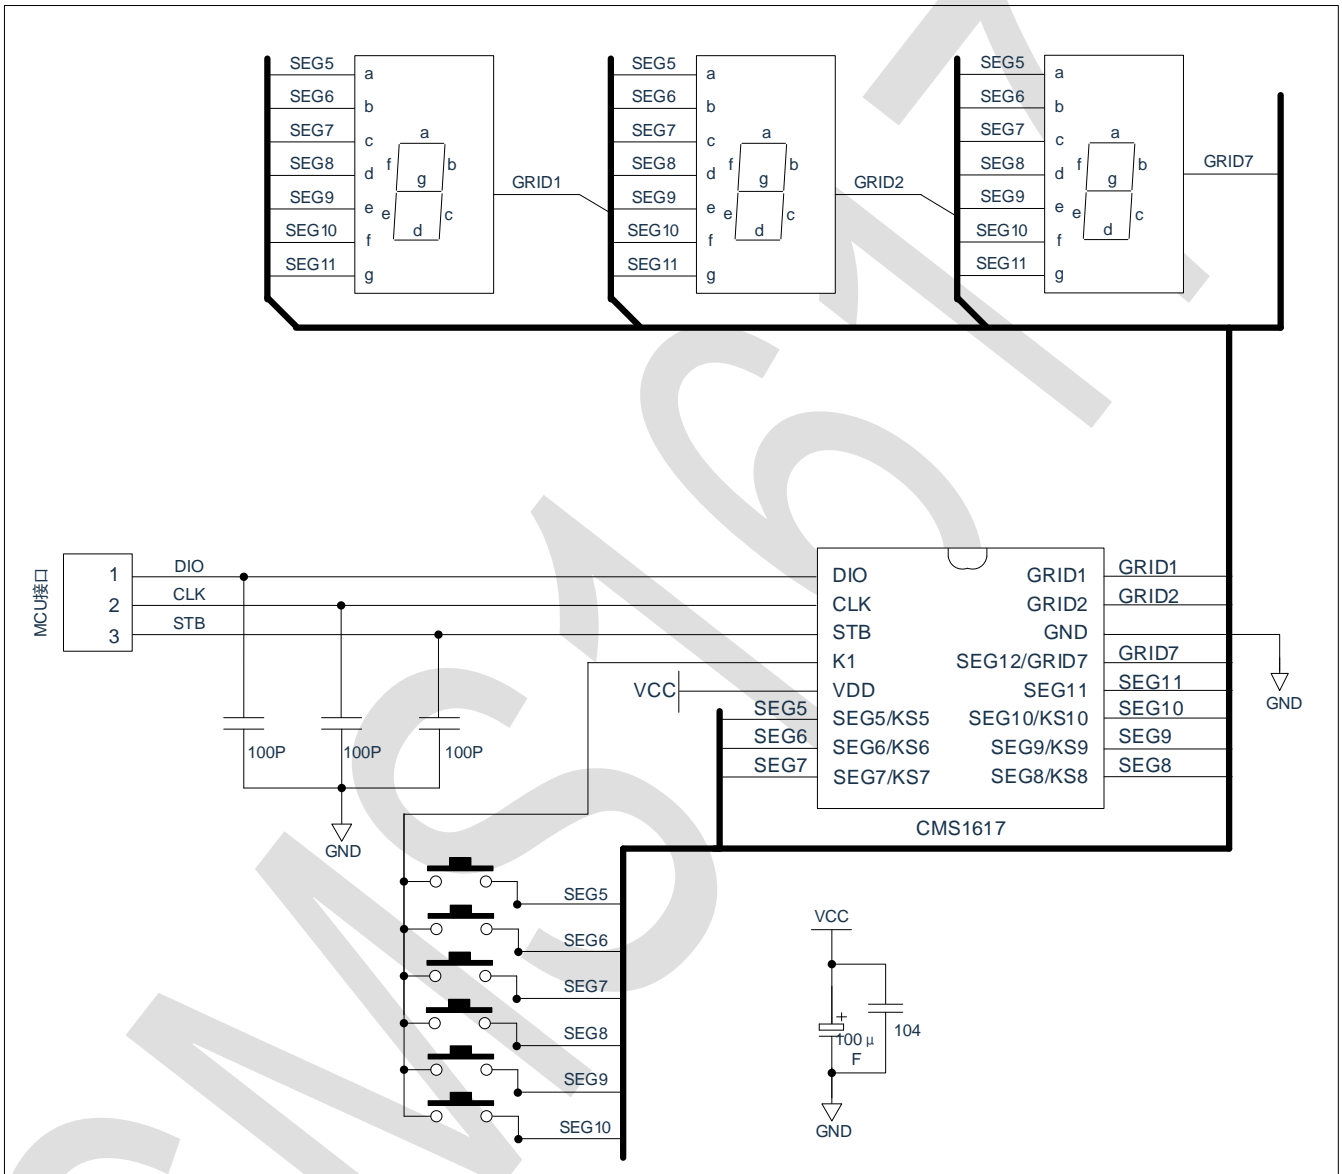 SEG5 a
SEG6 b
SEG7 c
SEG8 d
SEG9 e
SEG10 f
SEG11 g
a
f b
g
e c
d
GRID1
SEG5 a
SEG6 b
SEG7 c
SEG8 d
SEG9 e
SEG10 f
SEG11 g
a
f b
g
e c
d
GRID2
SEG5 a
SEG6 b
SEG7 c
SEG8 d
SEG9 e
SEG10 f
SEG11 g
a
f b
g
e c
d
GRID7
MCU接口
1 DIO
2 CLK
3 STB
100P 100P 100P
GND
DIO GRID1 GRID1
CLK GRID2 GRID2
STB GND
K1 SEG12/GRID7 GRID7
VCC VDD SEG11 SEG11
SEG5 SEG5/KS5 SEG10/KS10 SEG10
SEG6 SEG6/KS6 SEG9/KS9 SEG9
SEG7 SEG7/KS7 SEG8/KS8 SEG8
GND
CMS1617
SEG5
SEG6
SEG7
SEG8
SEG9
SEG10
VCC
+
100μ
F
104
GND
CMS1617